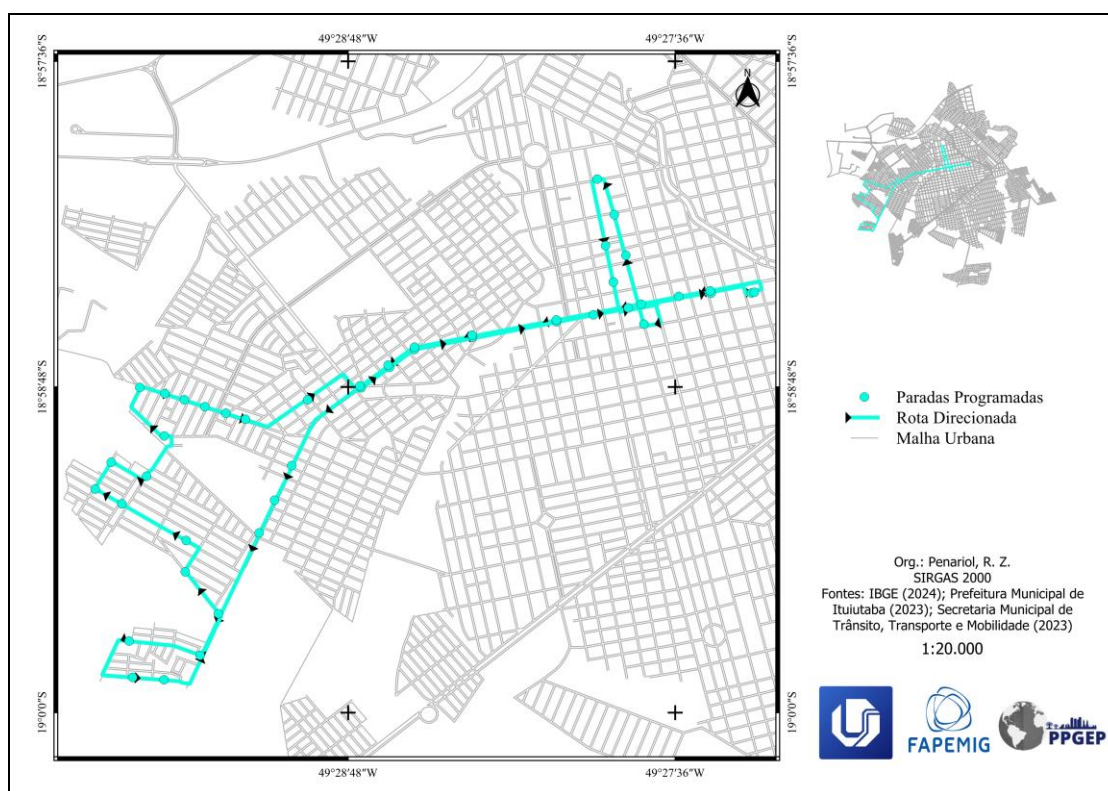 49°28'48"W
49°27'36"W
18°57'36"S
18°57'36"S
N
18°58'48"S
18°58'48"S
Paradas Programadas
Rota Direcionada
Malha Urbana
19°0'0"S
19°0'0"S
49°28'48"W
49°27'36"W
Org.: Penariol, R. Z.
SIRGAS 2000
Fontes: IBGE (2024); Prefeitura Municipal de
Ituiutaba (2023); Secretaria Municipal de
Trânsito, Transporte e Mobilidade (2023)
1:20.000
FAPEMIG
PPGEP